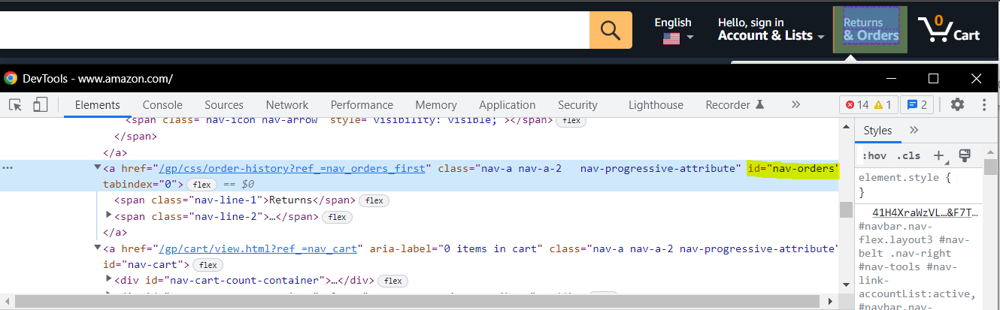 English
Hello, sign in
Account & Lists
Returns
& Orders
0
Cart
DevTools - www.amazon.com/
Elements Console Sources Network Performance Memory Application Security Lighthouse Recorder » 14 1 2
<span class="nav-icon nav-arrow" style="visibility: visible;"></span> flex
</span>
</a>
… <a href="/gp/css/order-history?ref_=nav_orders_first" class="nav-a nav-a-2   nav-progressive-attribute" id="nav-orders"
tabindex="0"> flex == $0
<span class="nav-line-1">Returns</span> flex
<span class="nav-line-2">…</span> flex
</a>
<a href="/gp/cart/view.html?ref_=nav_cart" aria-label="0 items in cart" class="nav-a nav-a-2 nav-progressive-attribute"
id="nav-cart"> flex
<div id="nav-cart-count-container">…</div> flex
Styles »
:hov .cls +
element.style {
}
41H4XraWzVL…&F7T…
#navbar.nav-
flex.layout3 #nav-
belt .nav-right
#nav-tools #nav-
link-
accountList:active,
#navbar.nav-